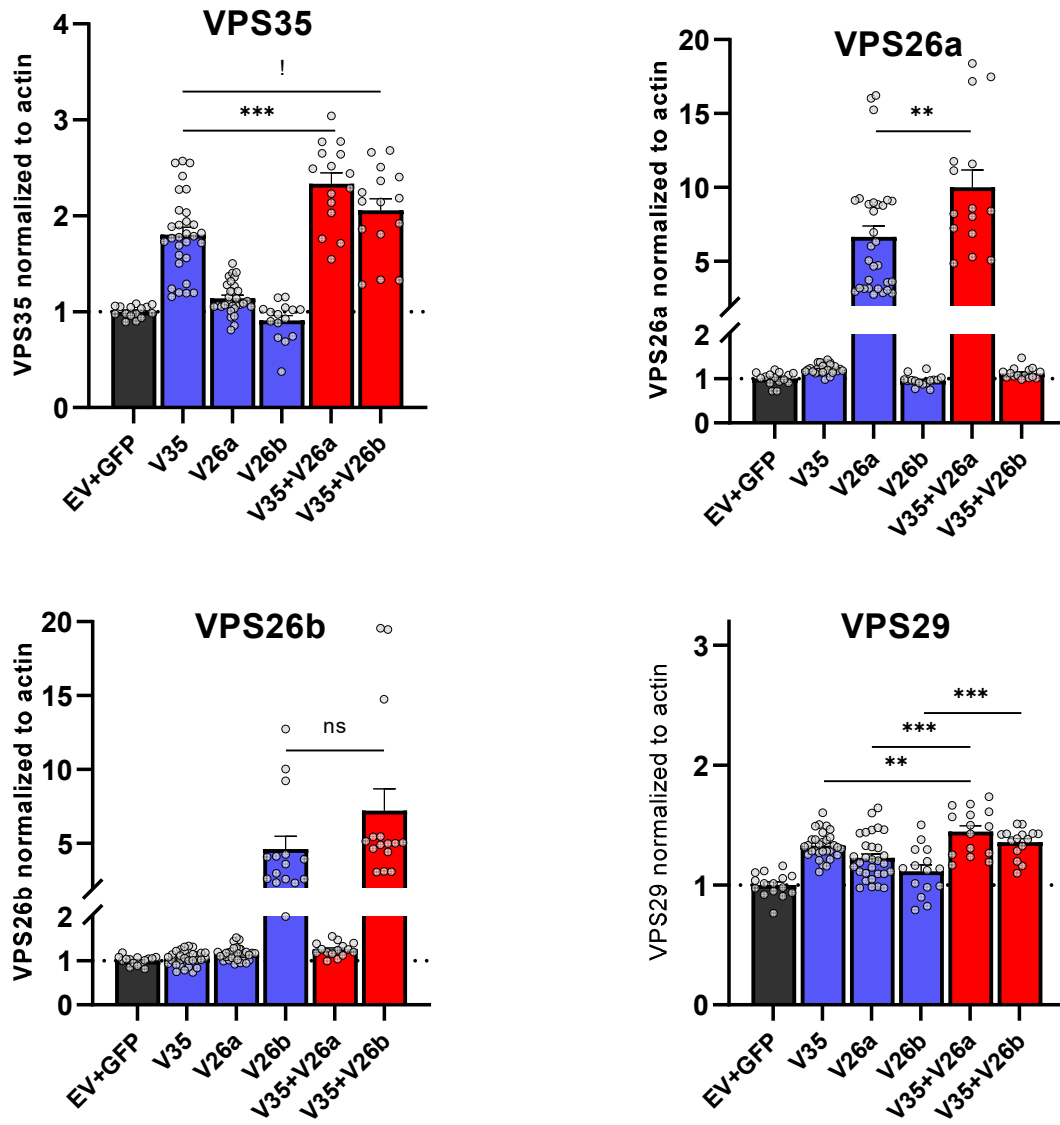 VPS35
VPS35 normalized to actin
4
3
2
1
0
!
***
EV+GFP
V35
V26a
V26b
V35+V26a
V35+V26b
VPS26a
VPS26a normalized to actin
20
15
10
5
2
1
0
**
EV+GFP
V35
V26a
V26b
V35+V26a
V35+V26b
VPS26b
VPS26b normalized to actin
20
15
10
5
2
1
0
ns
EV+GFP
V35
V26a
V26b
V35+V26a
V35+V26b
VPS29
VPS29 normalized to actin
3
2
1
0
***
***
**
EV+GFP
V35
V26a
V26b
V35+V26a
V35+V26b